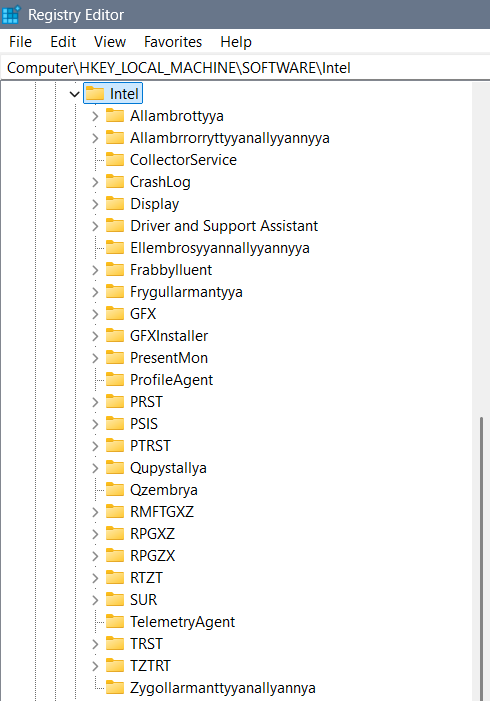 Registry Editor
File Edit View Favorites Help
Computer\HKEY_LOCAL_MACHINE\SOFTWARE\Intel
Intel
Allambrottyya
Allambrrorryttyyanallyyannyya
CollectorService
CrashLog
Display
Driver and Support Assistant
Ellembrosyyannallyyannyya
Frabbylluent
Frygullarmantyya
GFX
GFXInstaller
PresentMon
ProfileAgent
PRST
PSIS
PTRST
Qupystallya
Qzembrya
RMFTGXZ
RPGXZ
RPGZX
RTZT
SUR
TelemetryAgent
TRST
TZTRT
Zygollarmanttyyanallyannya